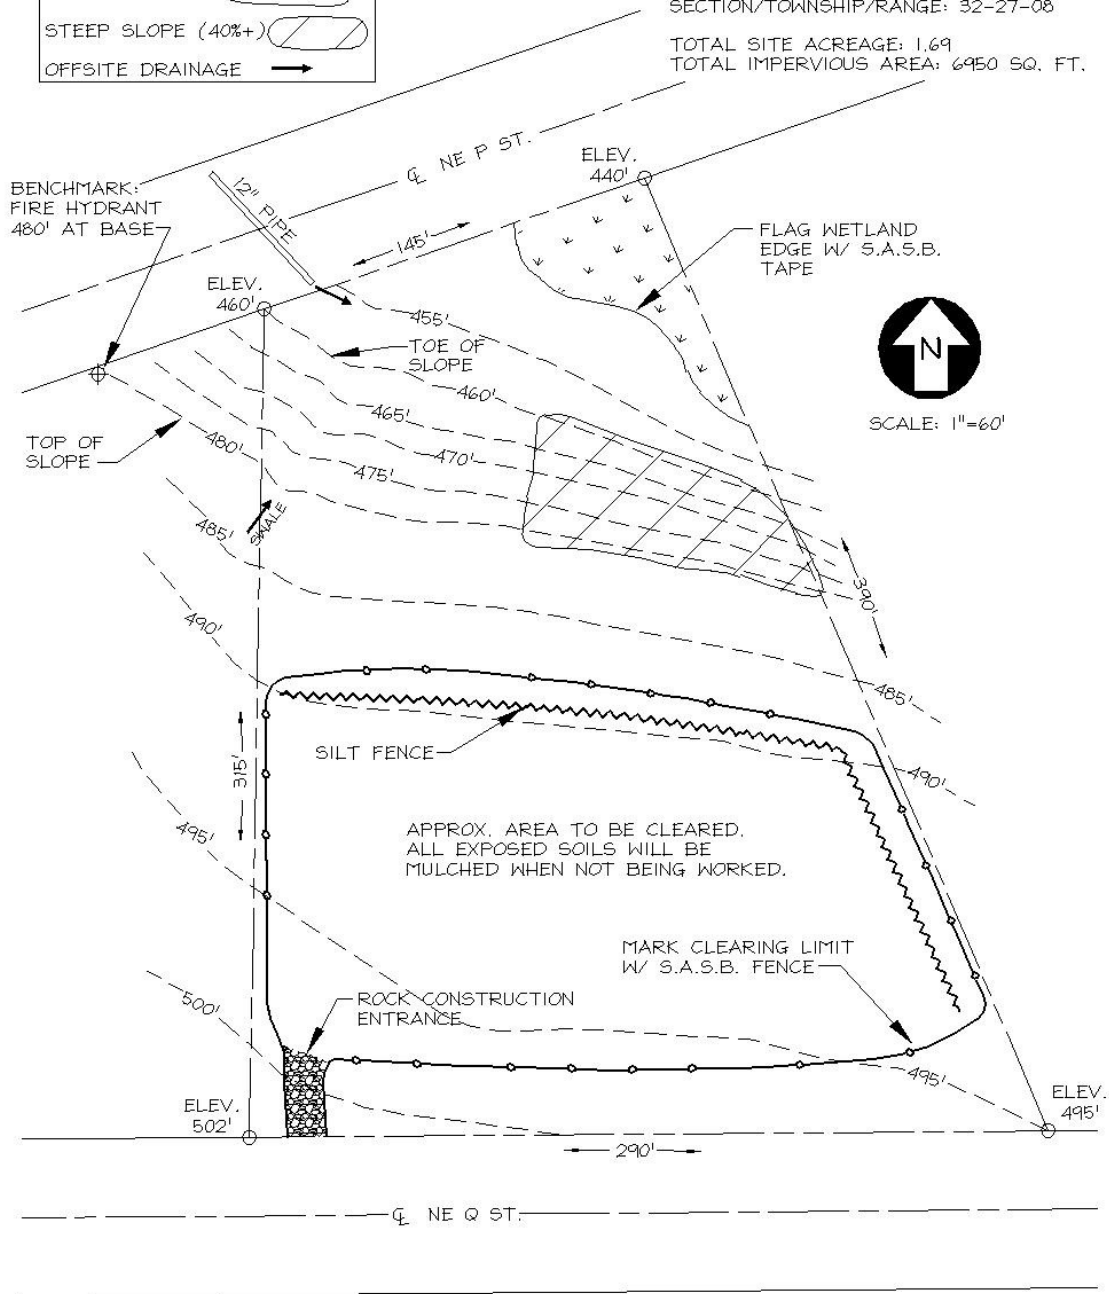 STEEP SLOPE (40%+)
OFFSITE DRAINAGE
SECTION/TOWNSHIP/RANGE: 32-27-08
TOTAL SITE ACREAGE: 1.69
TOTAL IMPERVIOUS AREA: 6950 SQ. FT.
℄ NE P ST.
ELEV.
440'
BENCHMARK:
FIRE HYDRANT
480' AT BASE
12" PIPE
145'
FLAG WETLAND
EDGE W/ S.A.S.B.
TAPE
ELEV.
460'
455'
TOE OF
SLOPE
N
SCALE: 1"=60'
460'
465'
TOP OF
SLOPE
480'
470'
475'
485'
SWALE
390'
490'
485'
SILT FENCE
315'
490'
495'
APPROX. AREA TO BE CLEARED.
ALL EXPOSED SOILS WILL BE
MULCHED WHEN NOT BEING WORKED.
MARK CLEARING LIMIT
W/ S.A.S.B. FENCE
500'
ROCK CONSTRUCTION
ENTRANCE
495'
ELEV.
502'
ELEV.
495'
290'
℄ NE Q ST.